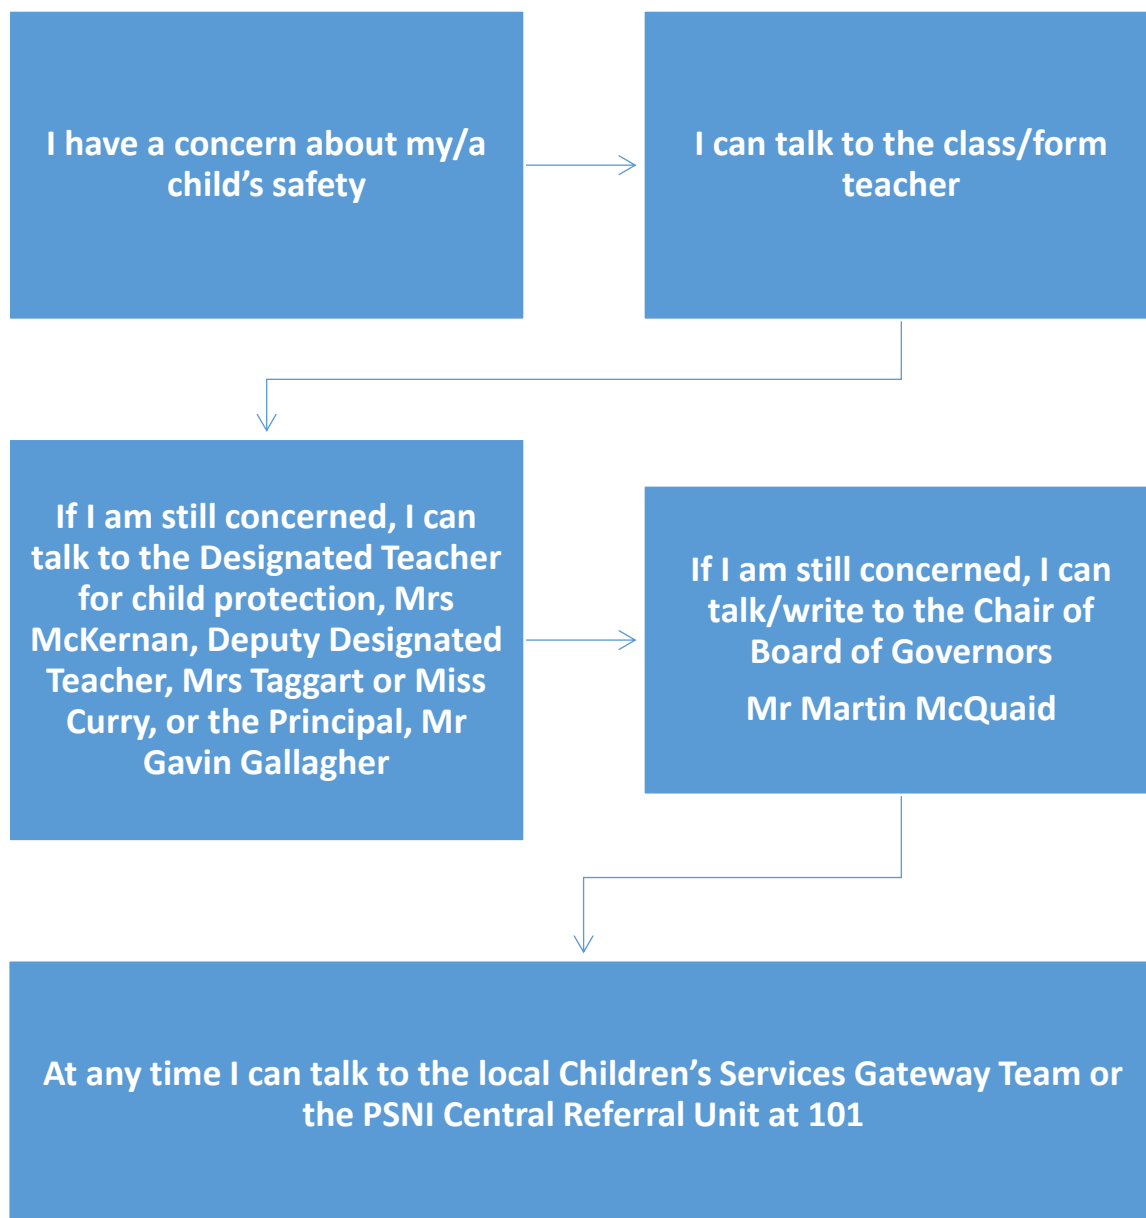 I have a concern about my/a
child’s safety
I can talk to the class/form
teacher
If I am still concerned, I can
talk to the Designated Teacher
for child protection, Mrs
McKernan, Deputy Designated
Teacher, Mrs Taggart or Miss
Curry, or the Principal, Mr
Gavin Gallagher
If I am still concerned, I can
talk/write to the Chair of
Board of Governors
Mr Martin McQuaid
At any time I can talk to the local Children’s Services Gateway Team or
the PSNI Central Referral Unit at 101